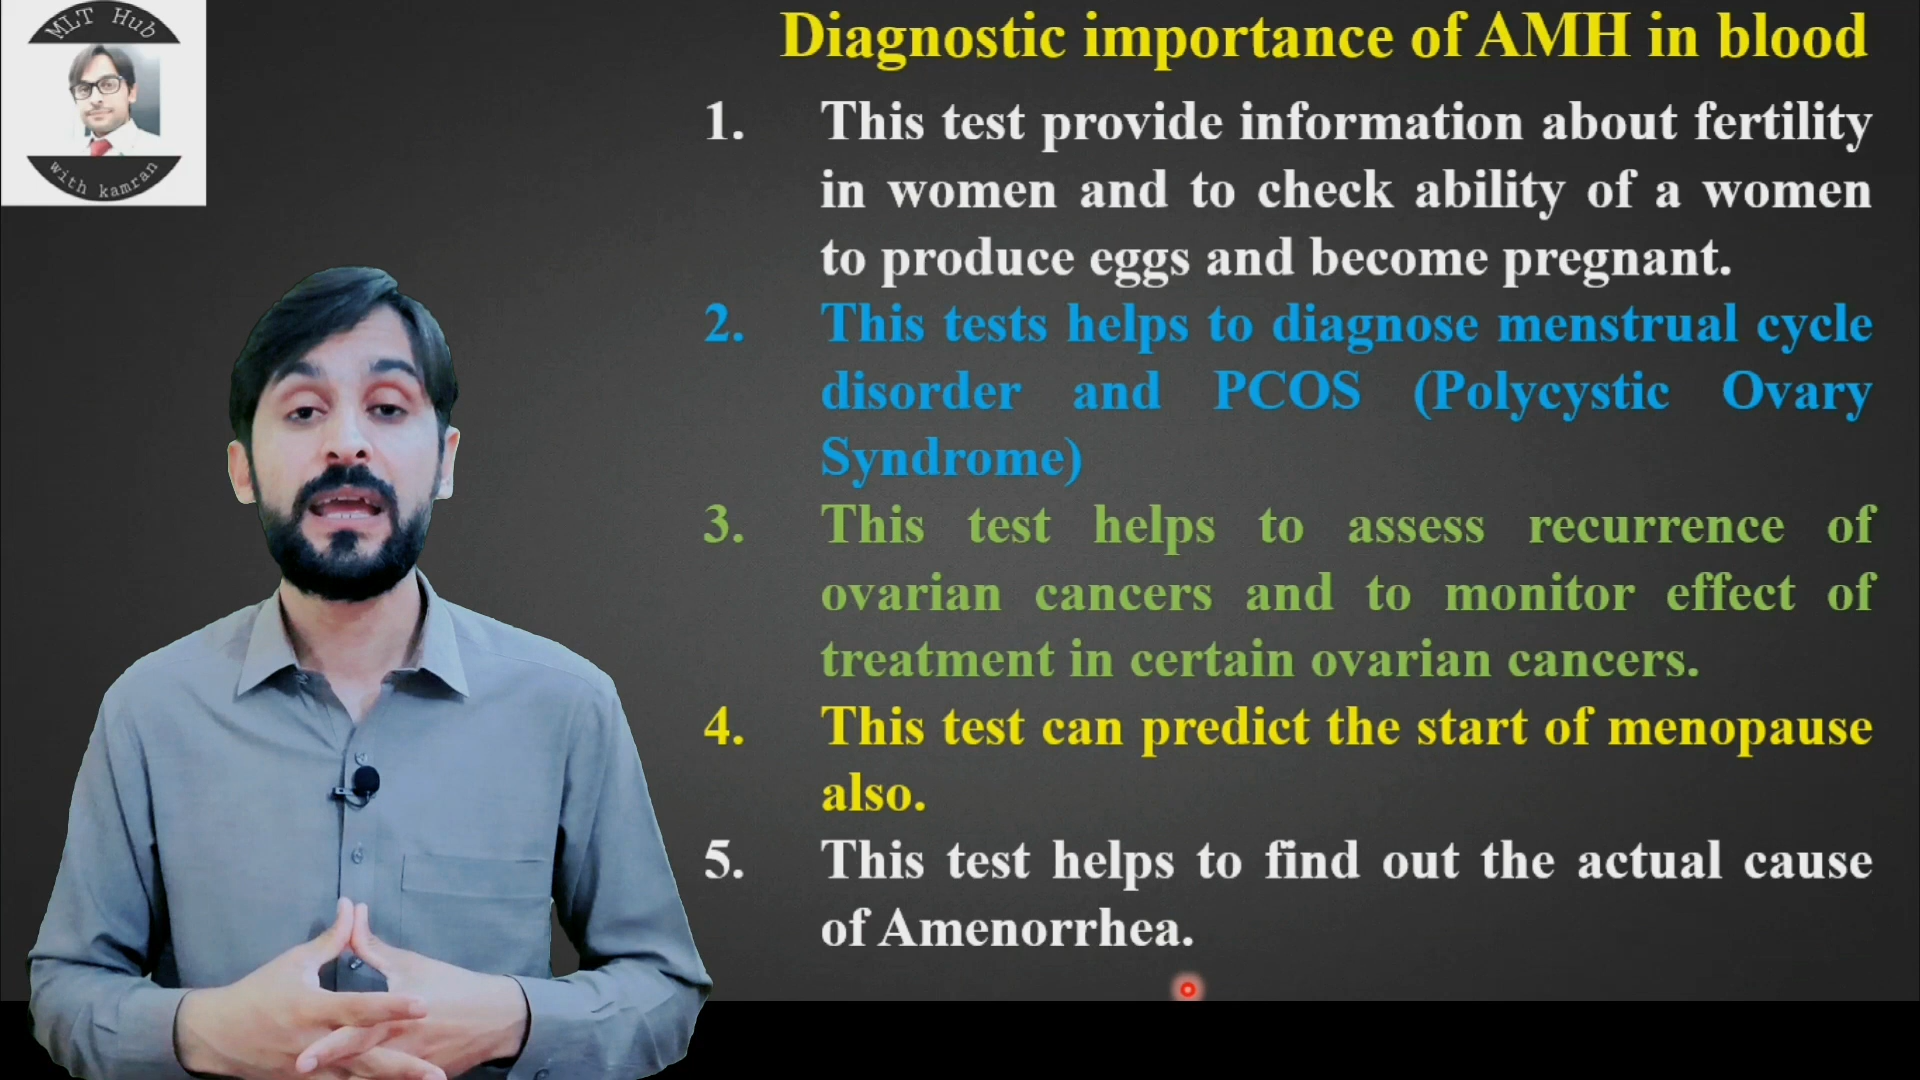 MLT Hub
with kamran
Diagnostic importance of AMH in blood
1. This test provide information about fertility
in women and to check ability of a women
to produce eggs and become pregnant.
2. This tests helps to diagnose menstrual cycle
disorder and PCOS (Polycystic Ovary
Syndrome)
3. This test helps to assess recurrence of
ovarian cancers and to monitor effect of
treatment in certain ovarian cancers.
4. This test can predict the start of menopause
also.
5. This test helps to find out the actual cause
of Amenorrhea.